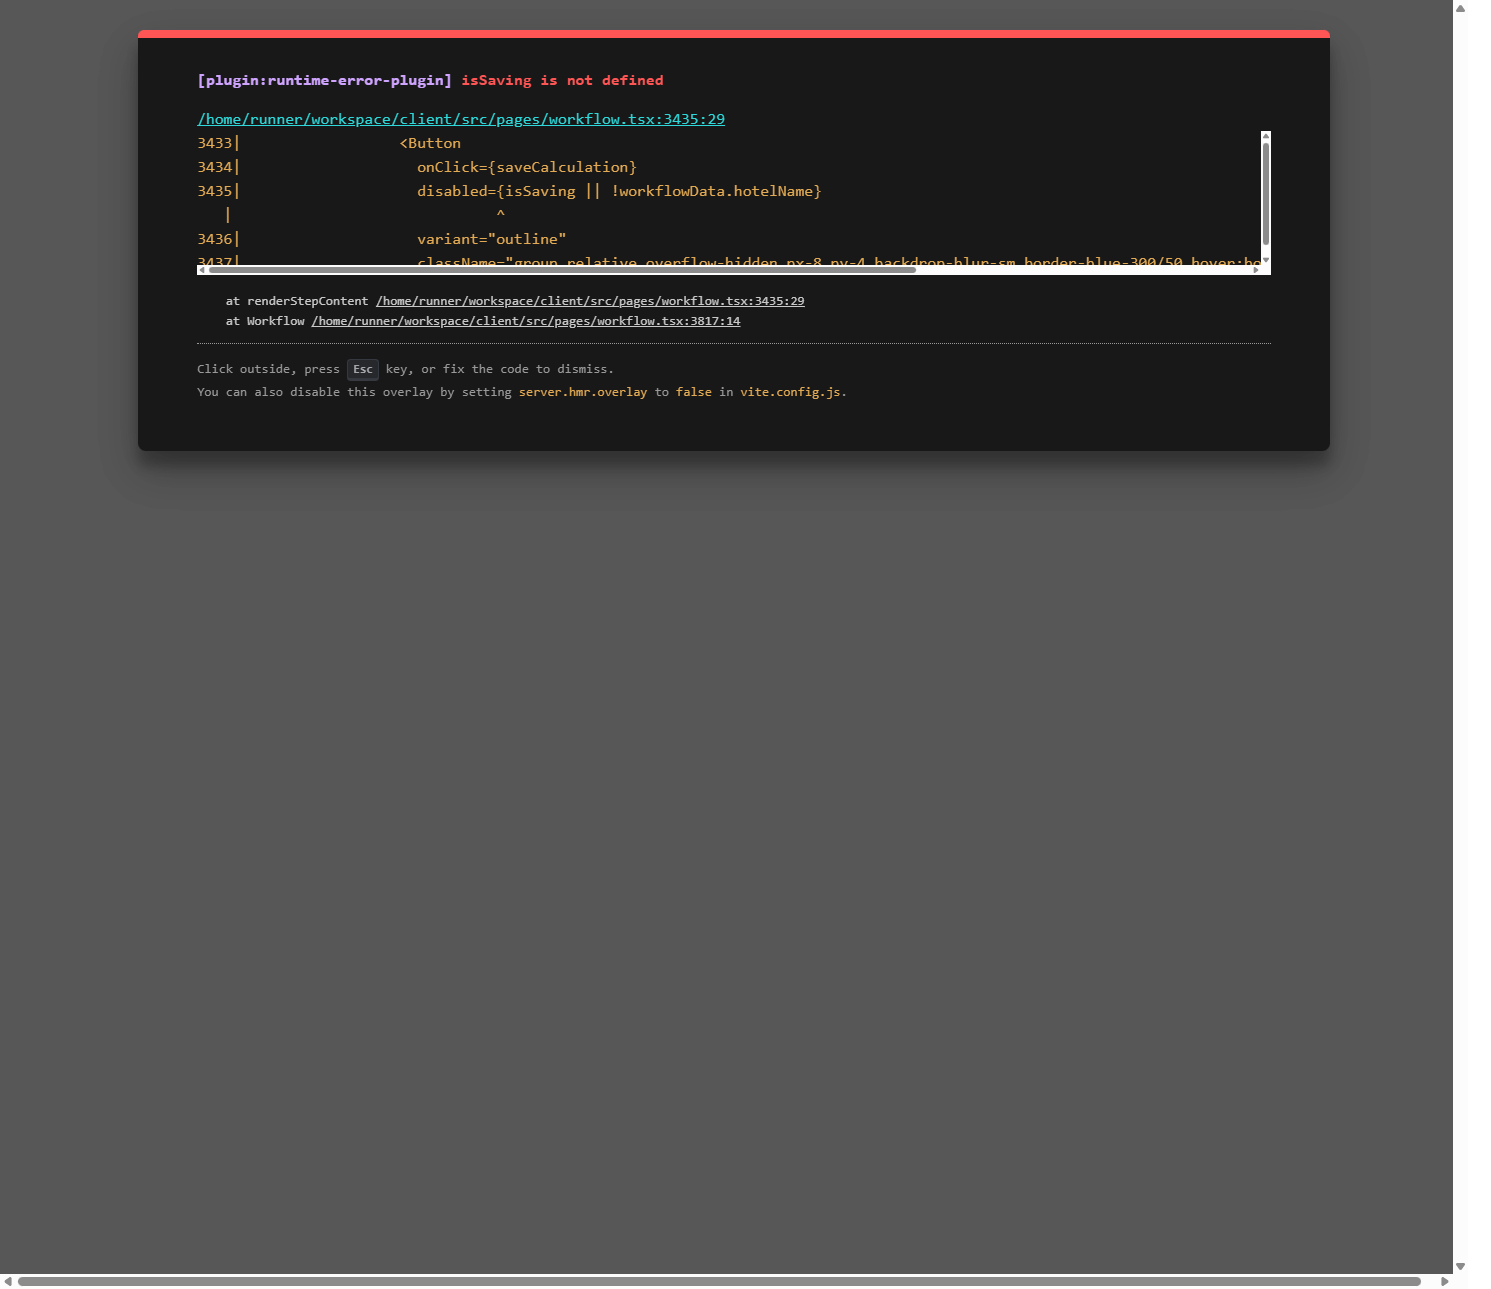 [plugin:runtime-error-plugin] isSaving is not defined
/home/runner/workspace/client/src/pages/workflow.tsx:3435:29
3433|                  <Button
3434|                    onClick={saveCalculation}
3435|                    disabled={isSaving || !workflowData.hotelName}
   |                              ^
3436|                    variant="outline"
3437|                    className="group relative overflow-hidden px-8 py-4 backdrop-blur-sm border-blue-300/50 hover:bo
at renderStepContent /home/runner/workspace/client/src/pages/workflow.tsx:3435:29
at Workflow /home/runner/workspace/client/src/pages/workflow.tsx:3817:14
Click outside, press Esc key, or fix the code to dismiss.
You can also disable this overlay by setting server.hmr.overlay to false in vite.config.js.